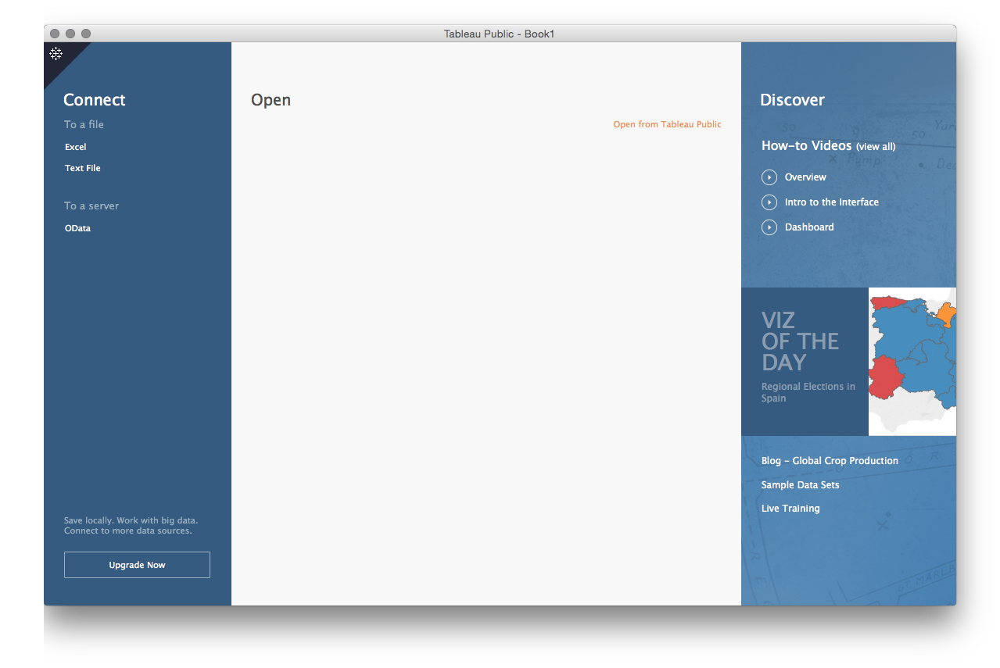 Tableau Public - Book1
Connect
To a file
Excel
Text File
To a server
OData
Save locally. Work with big data.
Connect to more data sources.
Upgrade Now
Open
Open from Tableau Public
Discover
How-to Videos (view all)
Overview
Intro to the Interface
Dashboard
VIZ
OF THE
DAY
Regional Elections in
Spain
Blog – Global Crop Production
Sample Data Sets
Live Training
50
50
Pump